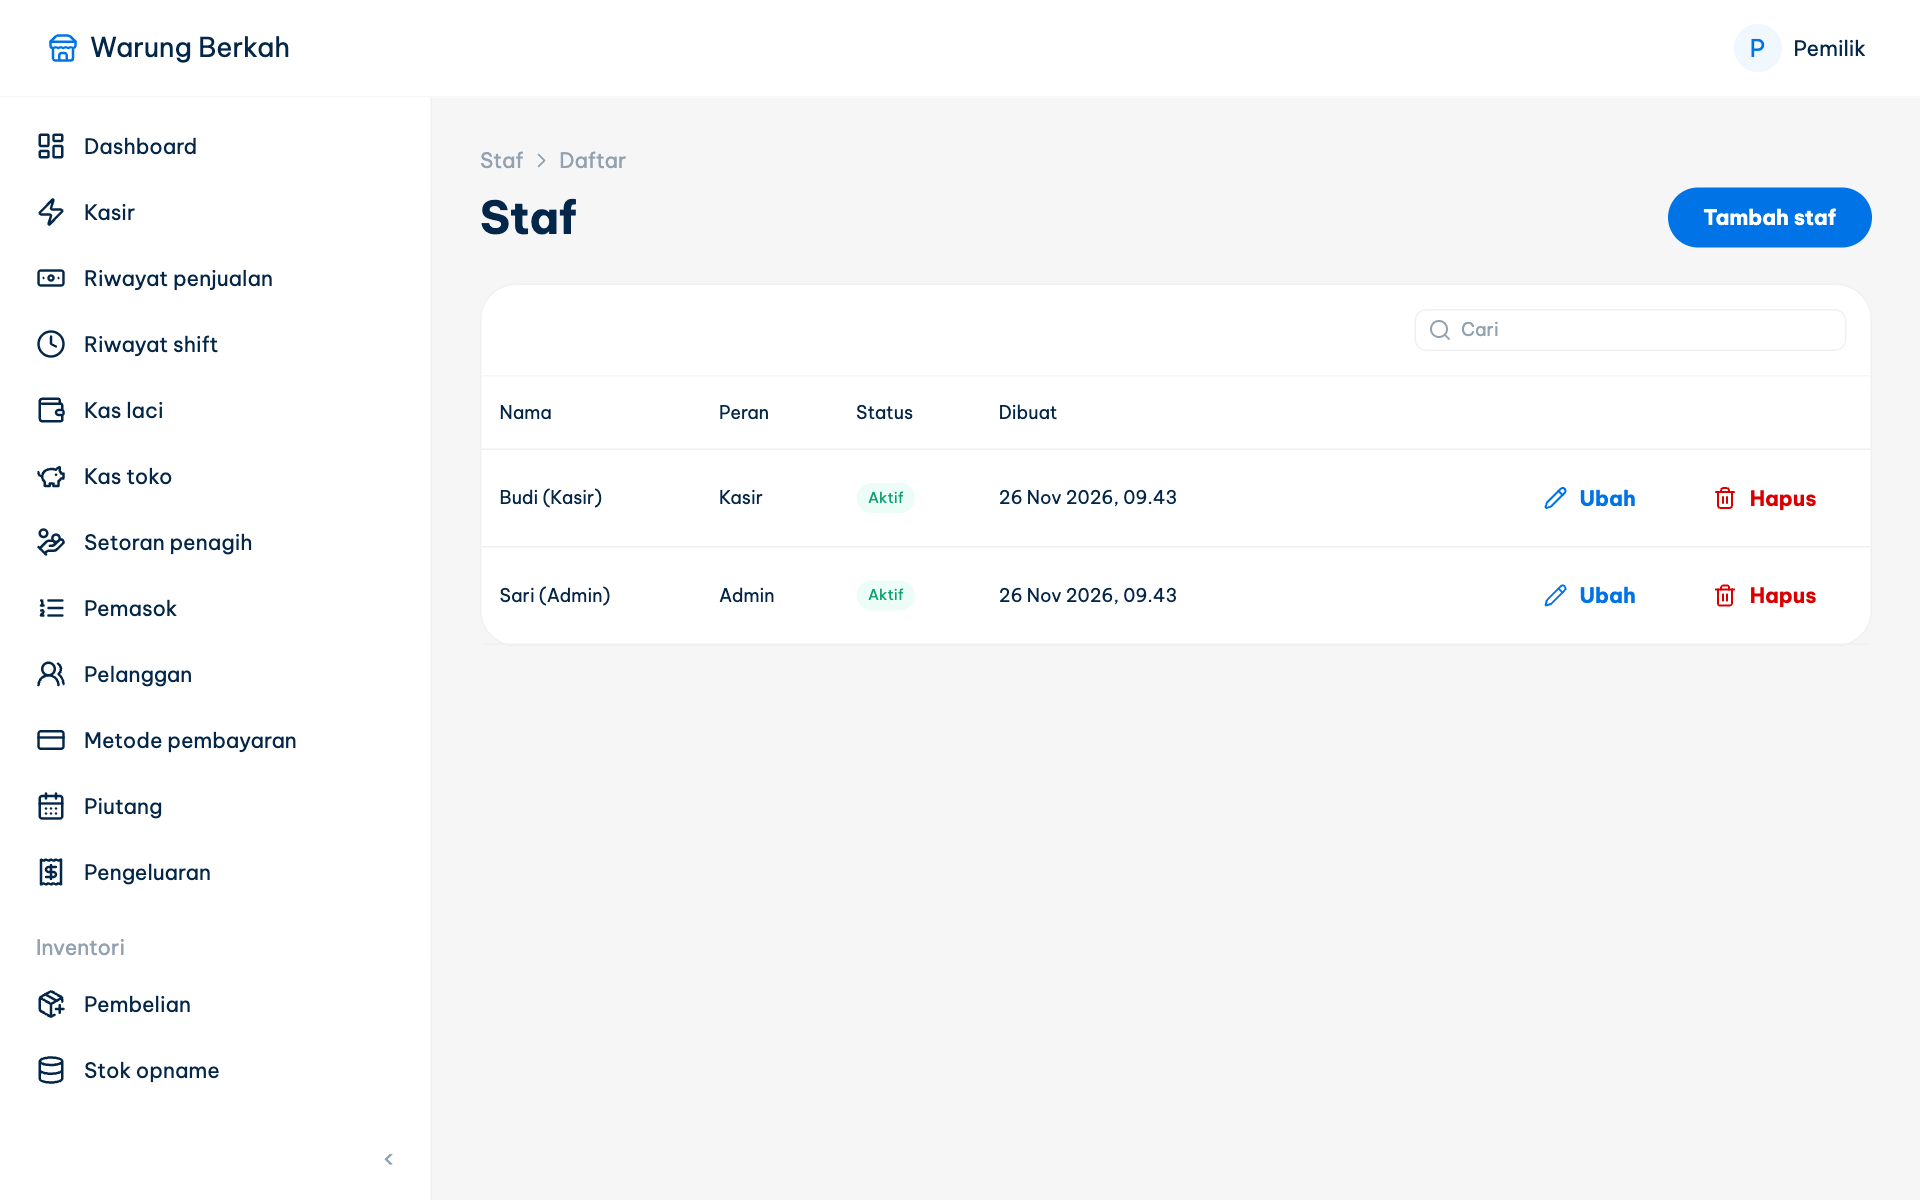 Warung Berkah
P Pemilik
Dashboard
Kasir
Riwayat penjualan
Riwayat shift
Kas laci
Kas toko
Setoran penagih
Pemasok
Pelanggan
Metode pembayaran
Piutang
Pengeluaran
Inventori
Pembelian
Stok opname
Staf > Daftar
Staf
Tambah staf
Cari
Nama Peran Status Dibuat
Budi (Kasir) Kasir Aktif 26 Nov 2026, 09.43 Ubah Hapus
Sari (Admin) Admin Aktif 26 Nov 2026, 09.43 Ubah Hapus